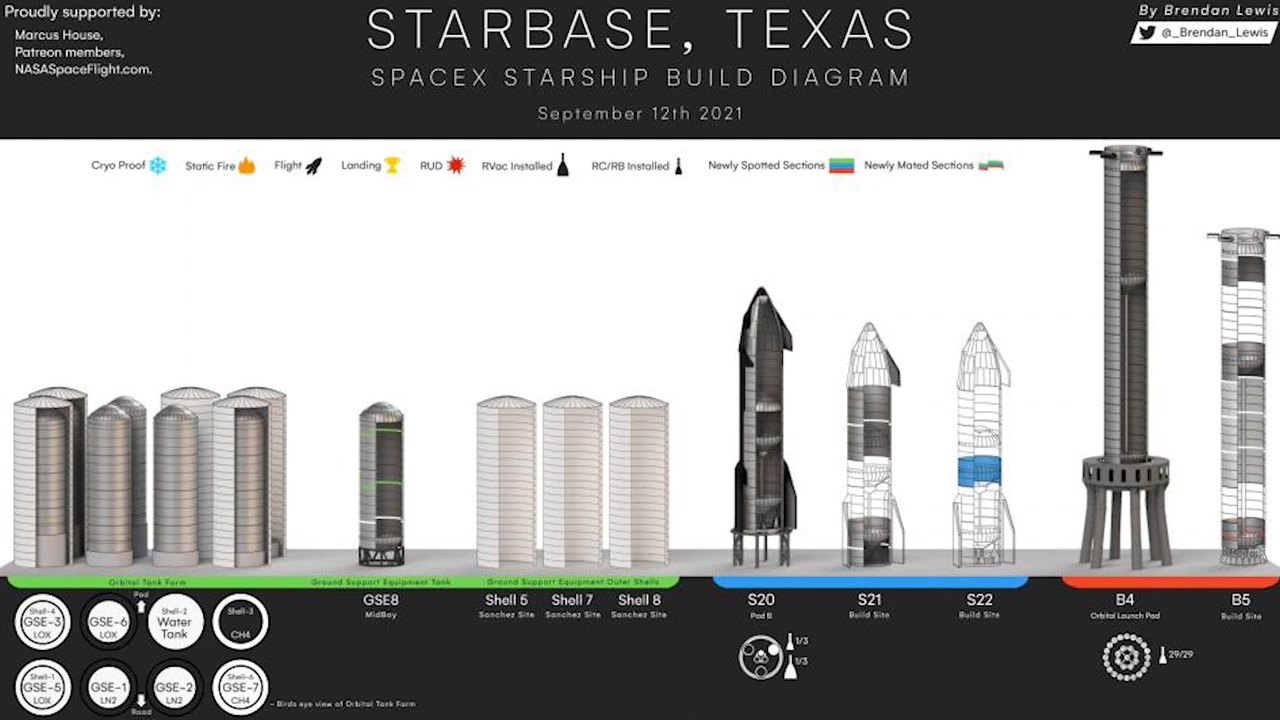 Proudly supported by:
Marcus House,
Patreon members,
NASASpaceFlight.com.
STARBASE, TEXAS
SPACEX STARSHIP BUILD DIAGRAM
September 12th 2021
By Brendan Lewis
@_Brendan_Lewis
Cryo Proof Static Fire Flight Landing RUD RVac Installed RC/RB Installed Newly Spotted Sections Newly Mated Sections
Orbital Tank Farm Ground Support Equipment Tank Ground Support Equipment Outer Shells
GSE8 Shell 5 Shell 7 Shell 8 S20 S21 S22 B4 B5
MidBay Sanchez Site Sanchez Site Sanchez Site Pad B Build Site Build Site Orbital Launch Pad Build Site
Pad
Shell-4
GSE-3
LOX
GSE-6
LOX
Shell-2
Water
Tank
Shell-3
CH4
1/3
1/3
29/29
Shell-1
GSE-5
LOX
GSE-1
LN2
GSE-2
LN2
Shell-6
GSE-7
CH4
Road
- Birds eye view of Orbital Tank Farm